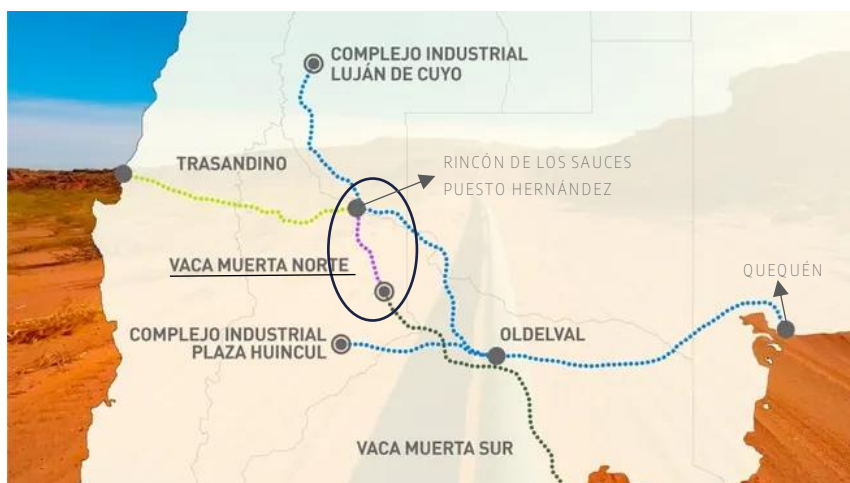 COMPLEJO INDUSTRIAL
LUJÁN DE CUYO
TRASANDINO
RINCÓN DE LOS SAUCES
PUESTO HERNÁNDEZ
VACA MUERTA NORTE
QUEQUÉN
COMPLEJO INDUSTRIAL
PLAZA HUINCUL
OLDELVAL
VACA MUERTA SUR